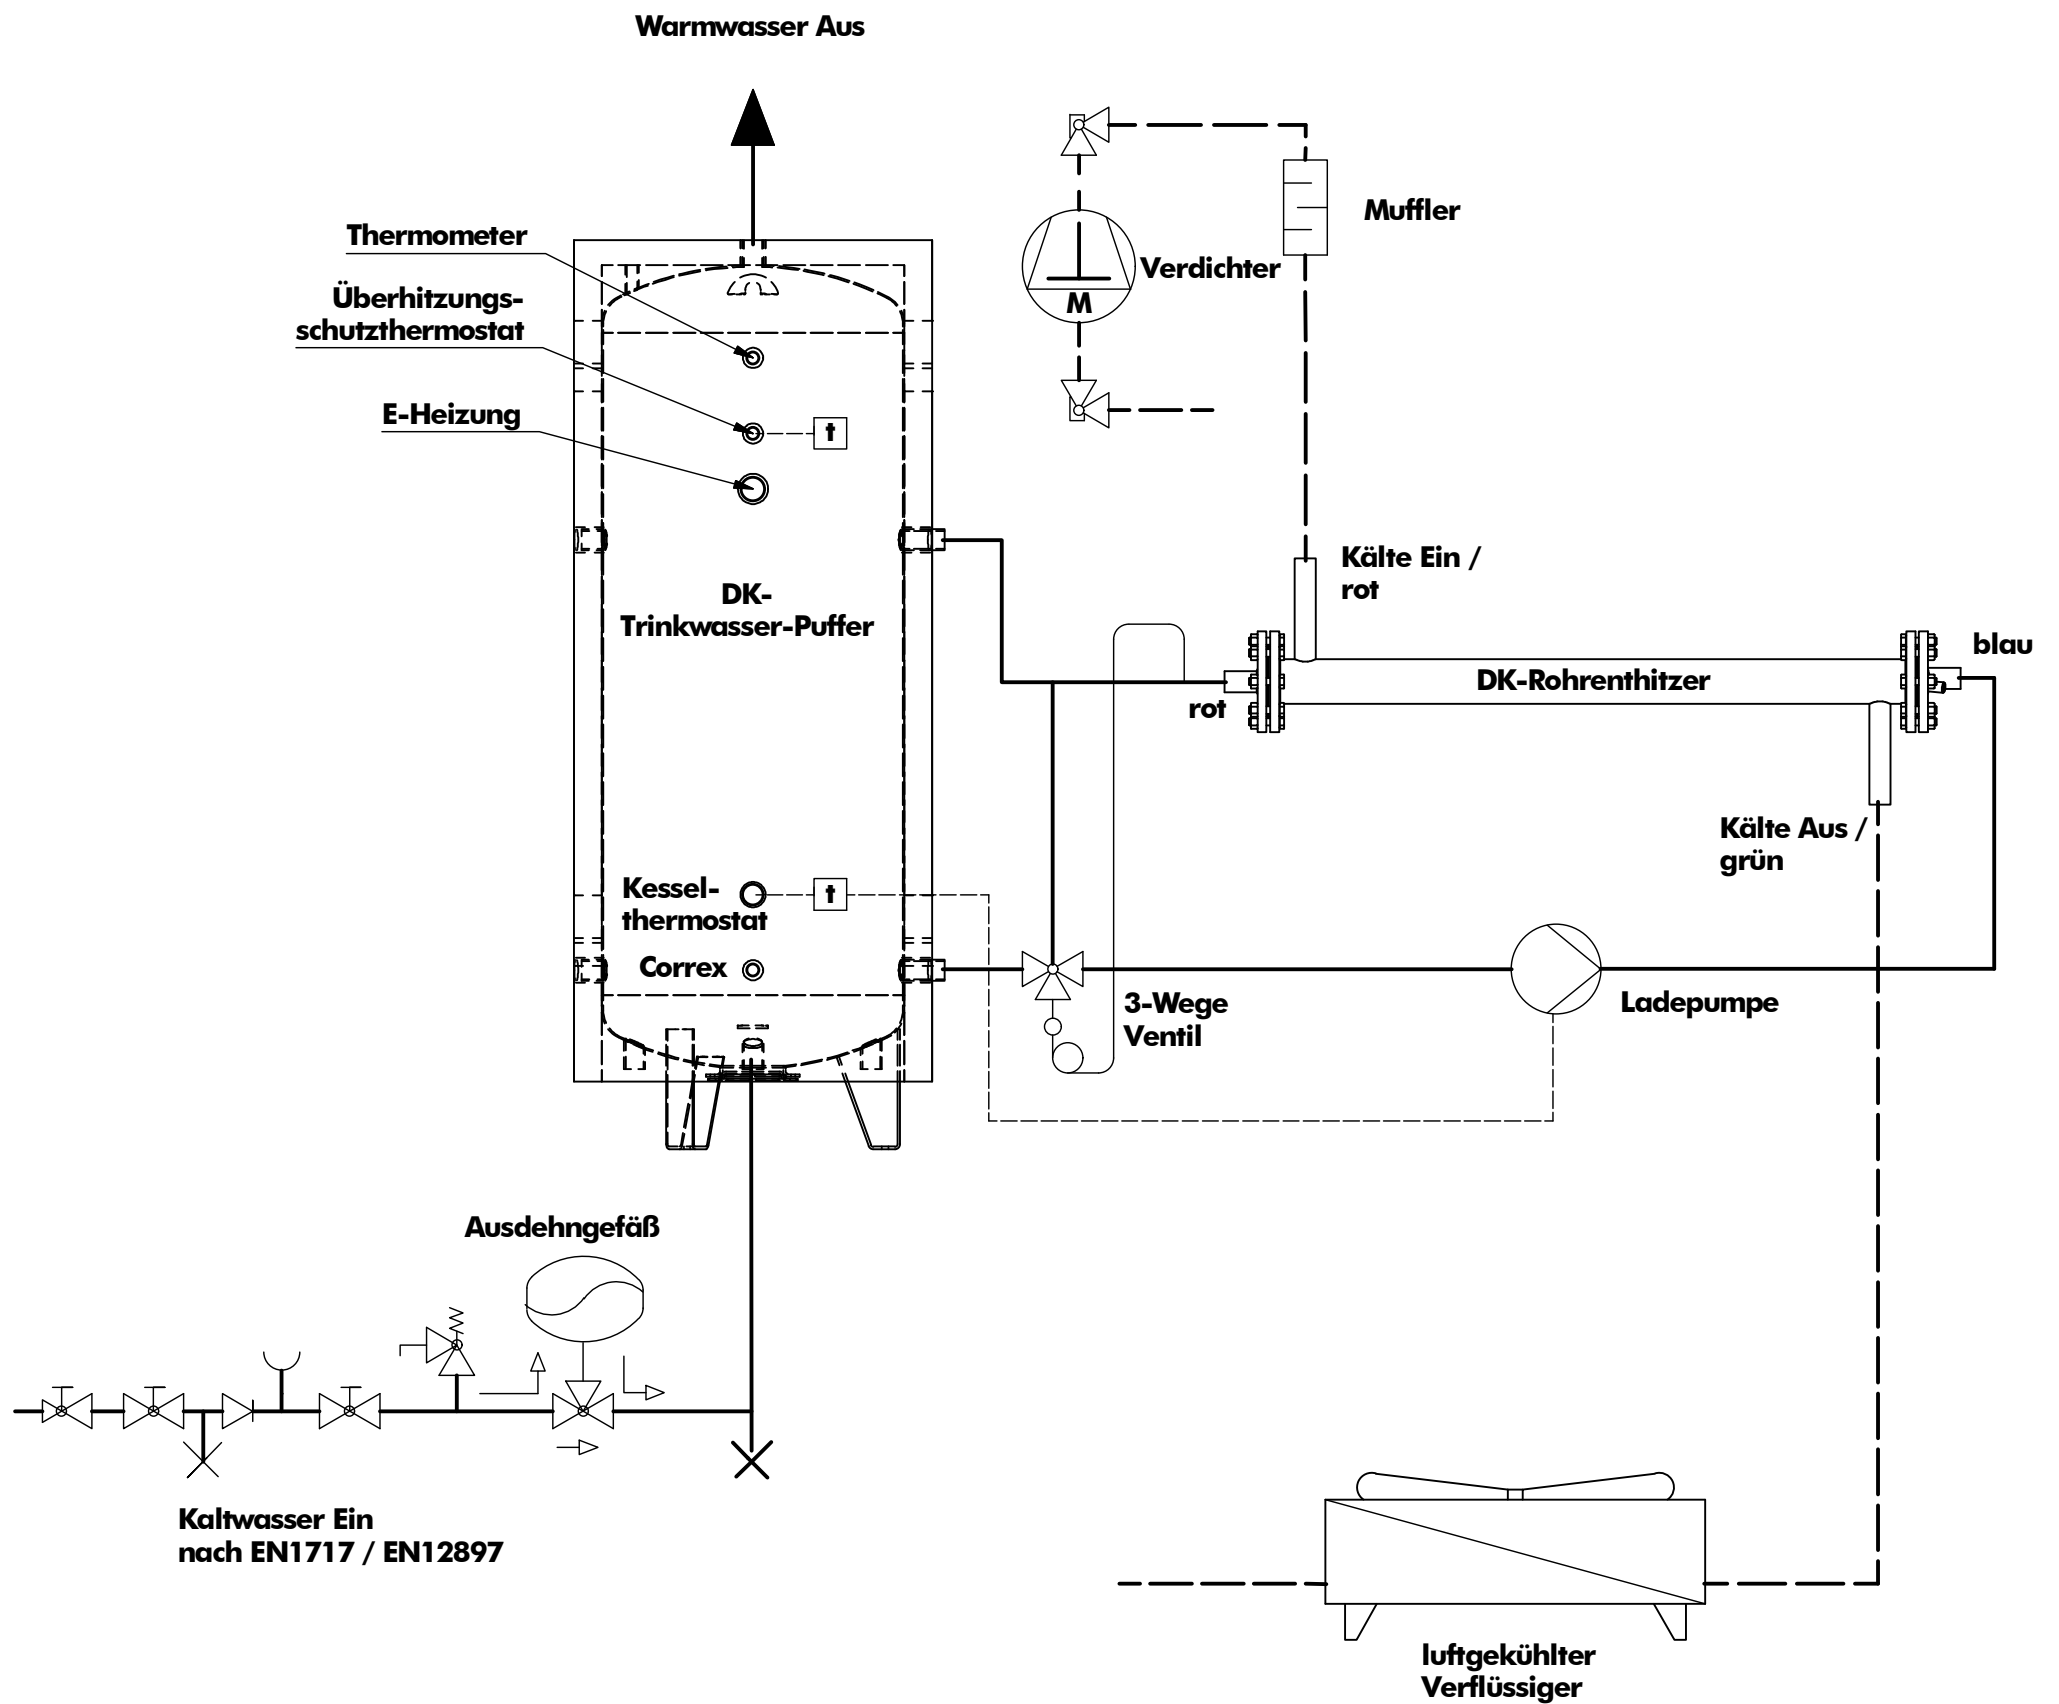 Warmwasser Aus
Thermometer
Überhitzungs-
schutzthermostat
t
E-Heizung
M
Verdichter
Muffler
DK-
Trinkwasser-Puffer
Kälte Ein /
rot
rot
DK-Rohrenthitzer
blau
Kälte Aus /
grün
Kessel-
thermostat
t
Correx
3-Wege
Ventil
Ladepumpe
Ausdehngefäß
Kaltwasser Ein
nach EN1717 / EN12897
luftgekühlter
Verflüssiger